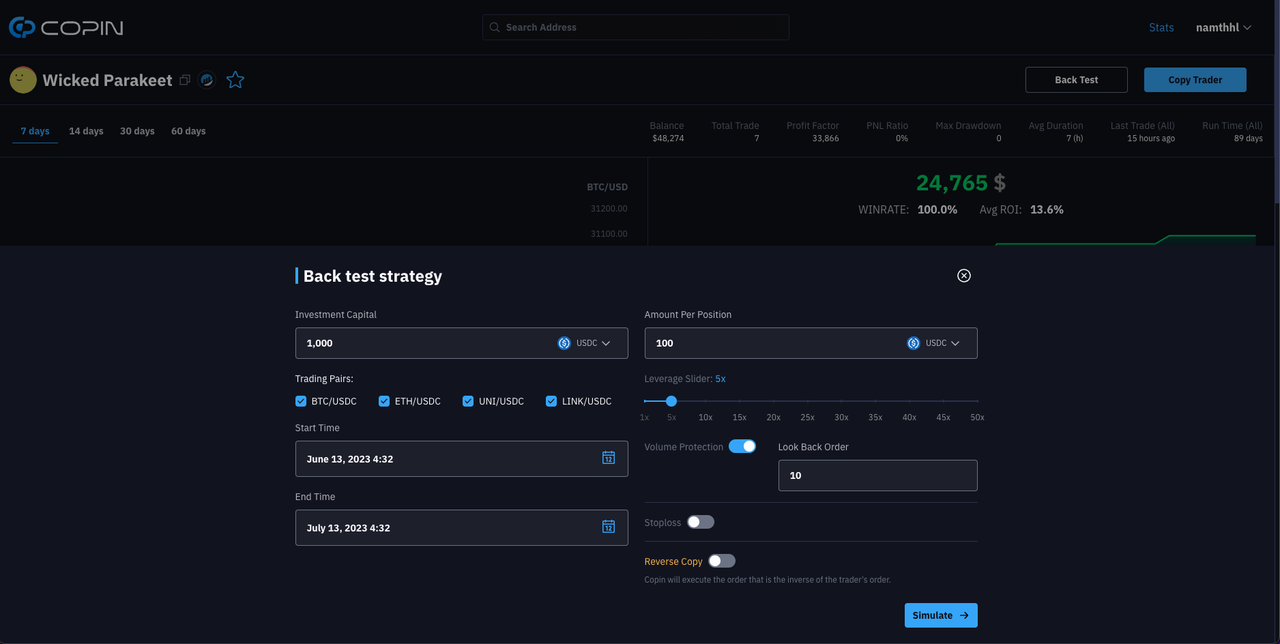 COPIN
Search Address
Stats
namthhl
Wicked Parakeet
Back Test
Copy Trader
7 days 14 days 30 days 60 days
Balance Total Trade Profit Factor PNL Ratio Max Drawdown Avg Duration Last Trade (All) Run Time (All)
$48,274 7 33,866 0% 0 7 (h) 15 hours ago 89 days
BTC/USD
31200.00
31100.00
24,765 $
WINRATE: 100.0% Avg ROI: 13.6%
Back test strategy
Investment Capital
1,000 USDC
Trading Pairs:
BTC/USDC ETH/USDC UNI/USDC LINK/USDC
Start Time
June 13, 2023 4:32
12
End Time
July 13, 2023 4:32
12
Amount Per Position
100 USDC
Leverage Slider: 5x
1x 5x 10x 15x 20x 25x 30x 35x 40x 45x 50x
Volume Protection
Look Back Order
10
Stoploss
Reverse Copy
Copin will execute the order that is the inverse of the trader's order.
Simulate →